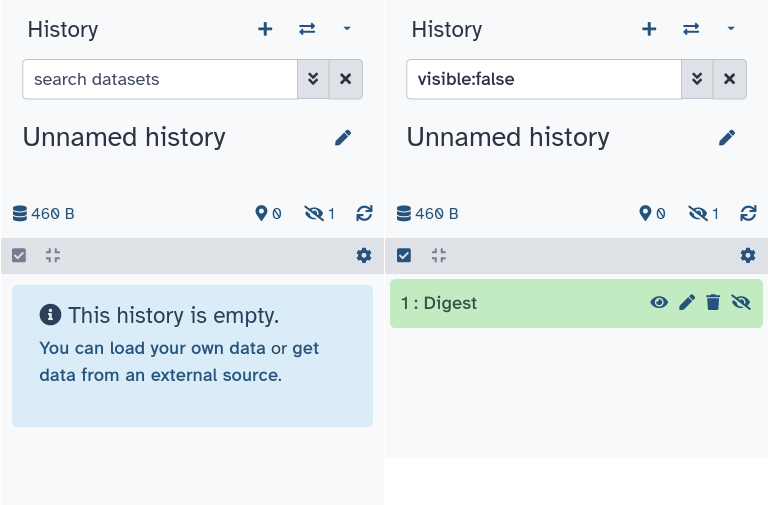 History
search datasets
Unnamed history
460 B
0
1
This history is empty.
You can load your own data or get
data from an external source.
History
visible:false
Unnamed history
460 B
0
1
1 : Digest